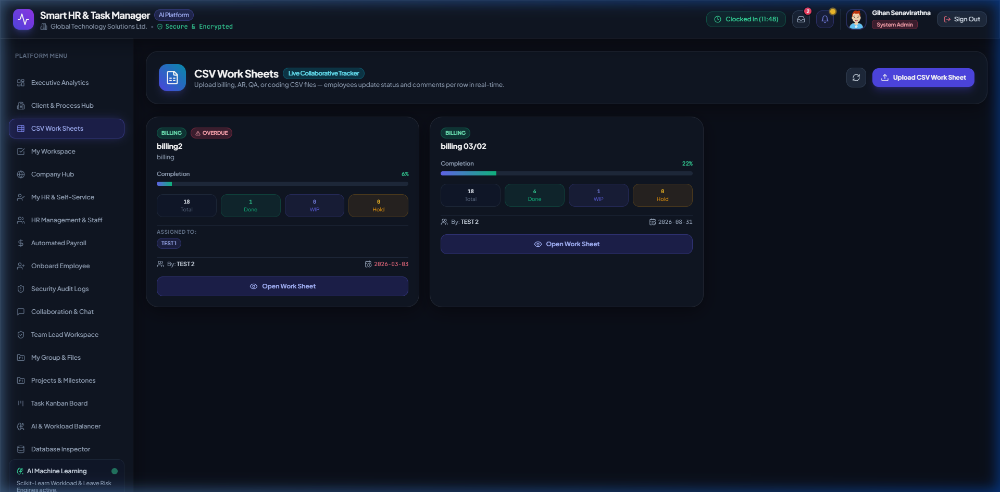 Smart HR & Task Manager AI Platform
Global Technology Solutions Ltd. • Secure & Encrypted
Clocked In (11:48)
2
Gihan Senavirathna
System Admin
Sign Out
PLATFORM MENU
Executive Analytics
Client & Process Hub
CSV Work Sheets
My Workspace
Company Hub
My HR & Self-Service
HR Management & Staff
Automated Payroll
Onboard Employee
Security Audit Logs
Collaboration & Chat
Team Lead Workspace
My Group & Files
Projects & Milestones
Task Kanban Board
AI & Workload Balancer
Database Inspector
AI Machine Learning
Scikit-Learn Workload & Leave Risk
Engines active.
CSV Work Sheets Live Collaborative Tracker
Upload billing, AR, QA, or coding CSV files — employees update status and comments per row in real-time.
Upload CSV Work Sheet
BILLING OVERDUE
billing2
billing
Completion 6%
18 1 0 0
Total Done WIP Hold
ASSIGNED TO:
TEST 1
By: TEST 2 2026-03-03
Open Work Sheet
BILLING
billing 03/02
Completion 22%
18 4 1 0
Total Done WIP Hold
By: TEST 2 2026-08-31
Open Work Sheet